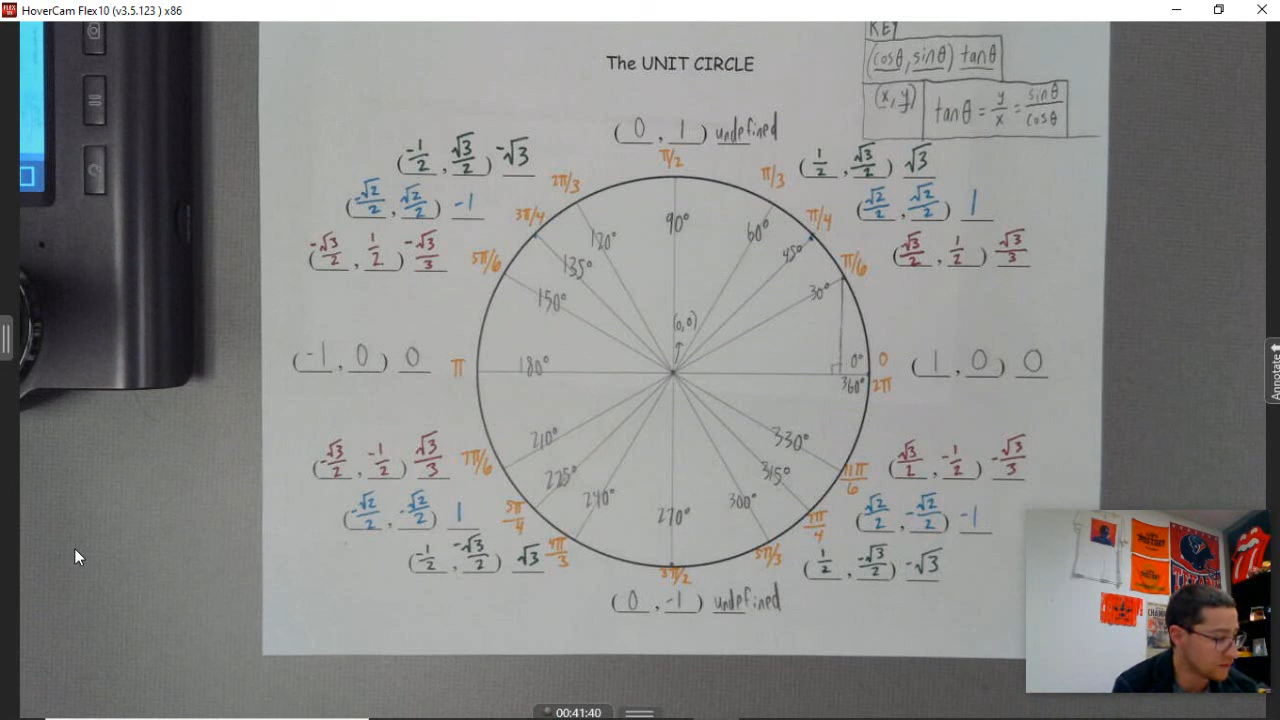 HoverCam Flex10 (v3.5.123 ) x86
KEY
(cosθ, sinθ) tanθ
(x, y) tanθ = y/x = sinθ/cosθ
The UNIT CIRCLE
(0, 1) undefined
π/2
(-1/2, √3/2) -√3
2π/3
(-√2/2, √2/2) -1
3π/4
(-√3/2, 1/2) -√3/3
5π/6
π/3
(1/2, √3/2) √3
π/4
(√2/2, √2/2) 1
π/6
(√3/2, 1/2) √3/3
120° 90° 60°
135° 45°
150° 30°
(0,0)
(-1, 0) 0 π 180°
0° 0 (1, 0) 0
360° 2π
210° 330°
225° 315°
240° 270° 300°
(-√3/2, -1/2) √3/3 7π/6
(-√2/2, -√2/2) 1 5π/4
(-1/2, -√3/2) √3 4π/3
11π/6 (√3/2, -1/2) -√3/3
7π/4 (√2/2, -√2/2) -1
5π/3 (1/2, -√3/2) -√3
3π/2
(0, -1) undefined
Annotate
TEXANS
00:41:40